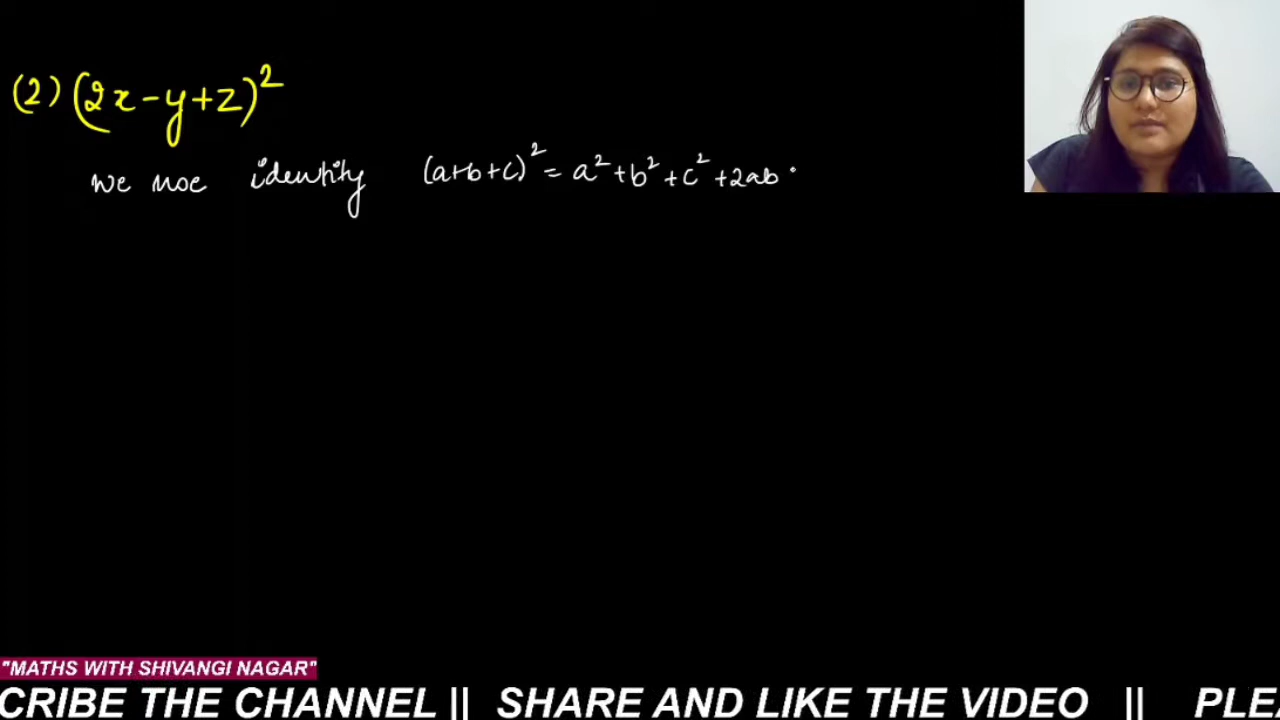 (2) (2x-y+z)²
we use identity (a+b+c)² = a² + b² + c² + 2ab
"MATHS WITH SHIVANGI NAGAR"
CRIBE THE CHANNEL || SHARE AND LIKE THE VIDEO || PLE